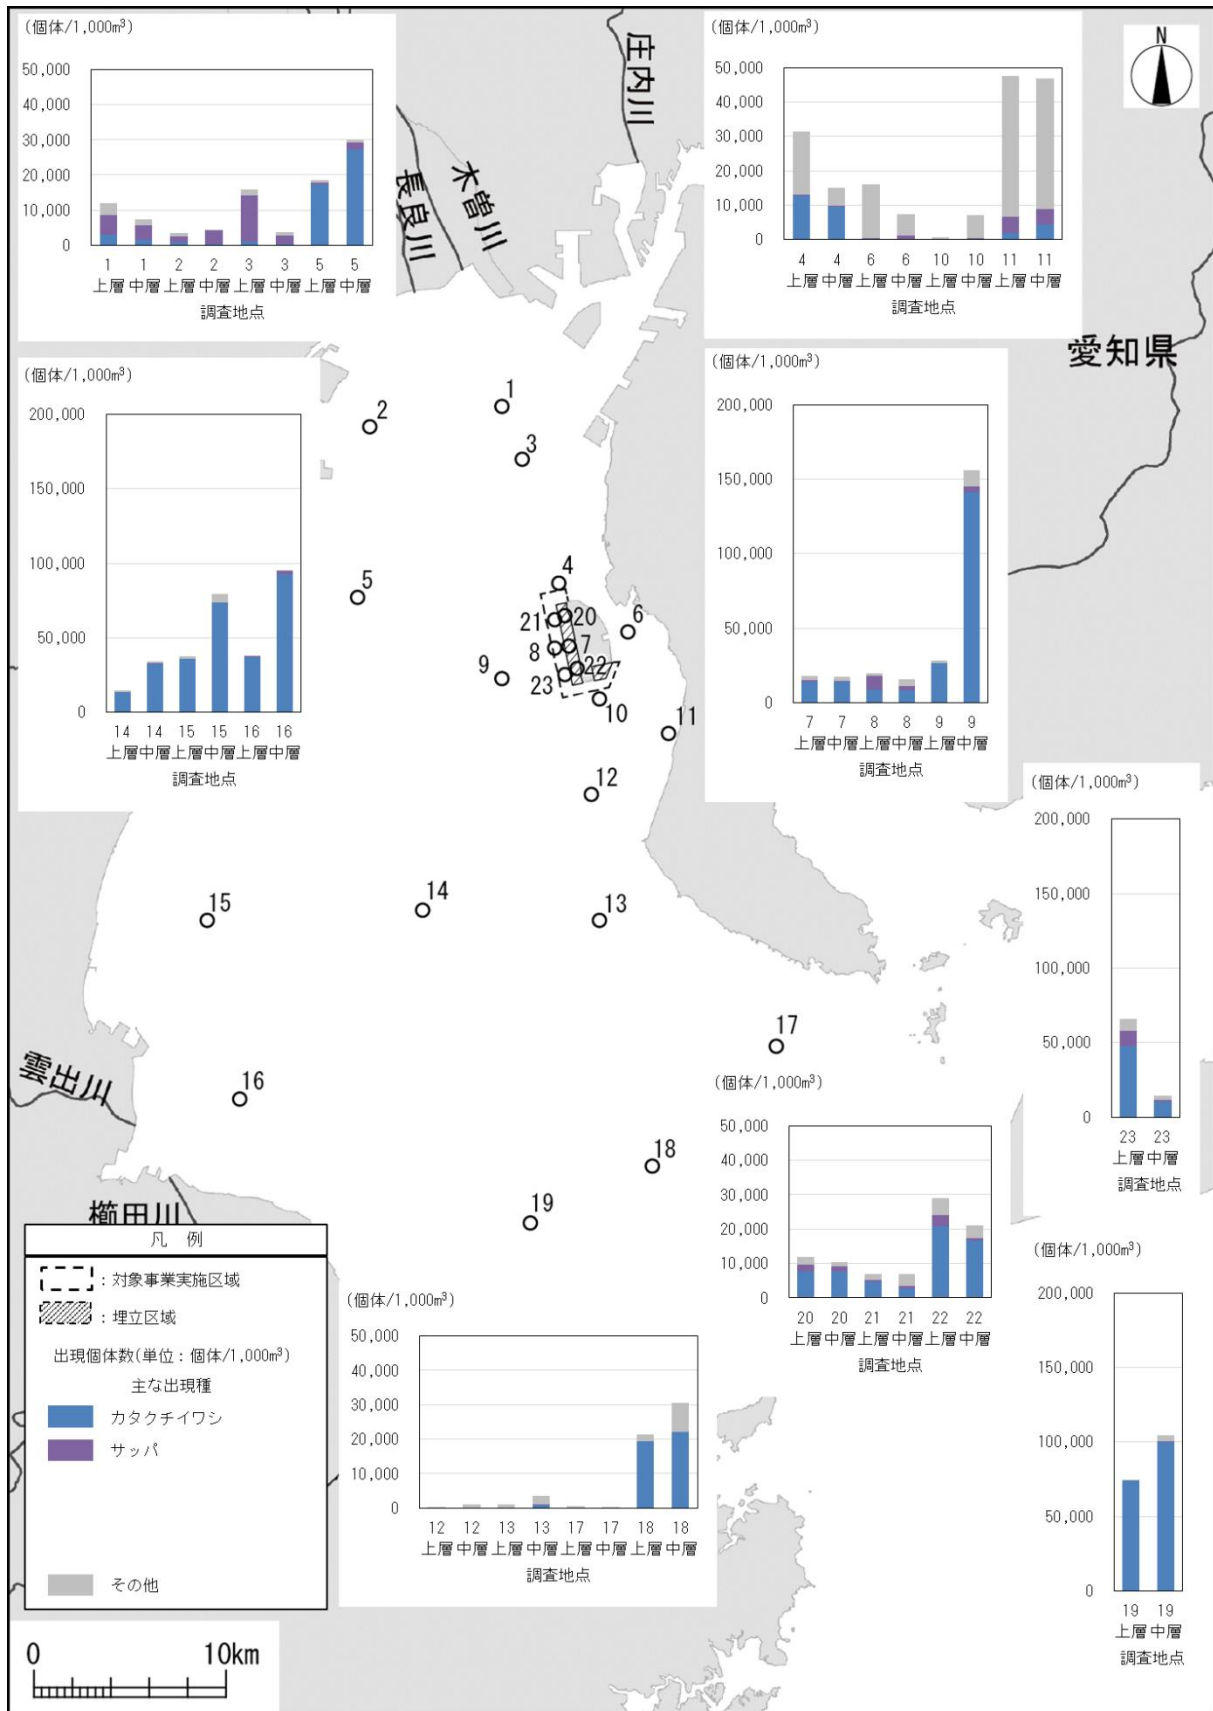 (個体/1,000m³)
50,000
40,000
30,000
20,000
10,000
0
1 1 2 2 3 3 5 5
上層 中層 上層 中層 上層 中層 上層 中層
調査地点
庄内川
木曽川
長良川
(個体/1,000m³)
50,000
40,000
30,000
20,000
10,000
0
4 4 6 6 10 10 11 11
上層 中層 上層 中層 上層 中層 上層 中層
調査地点
N
愛知県
(個体/1,000m³)
200,000
150,000
100,000
50,000
0
14 14 15 15 16 16
上層 中層 上層 中層 上層 中層
調査地点
(個体/1,000m³)
200,000
150,000
100,000
50,000
0
7 7 8 8 9 9
上層 中層 上層 中層 上層 中層
調査地点
1
2
3
4
5
20
21
6
7
8
22
9
23
10
11
12
13
14
15
16
17
18
19
(個体/1,000m³)
200,000
150,000
100,000
50,000
0
23 23
上層 中層
調査地点
雲出川
櫛田川
(個体/1,000m³)
50,000
40,000
30,000
20,000
10,000
0
20 20 21 21 22 22
上層 中層 上層 中層 上層 中層
調査地点
(個体/1,000m³)
200,000
150,000
100,000
50,000
0
19 19
上層 中層
調査地点
凡 例
：対象事業実施区域
：埋立区域
出現個体数(単位：個体/1,000m³)
主な出現種
カタクチイワシ
サッパ
その他
(個体/1,000m³)
50,000
40,000
30,000
20,000
10,000
0
12 12 13 13 17 17 18 18
上層 中層 上層 中層 上層 中層 上層 中層
調査地点
0 10km